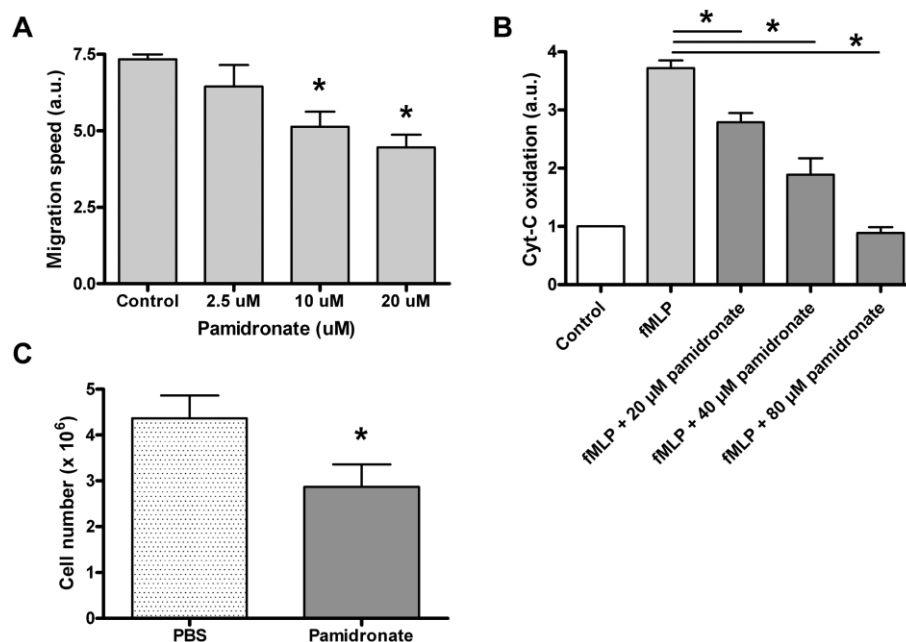 A
Migration speed (a.u.)
7.5
5.0
2.5
0.0
*
*
Control 2.5 uM 10 uM 20 uM
Pamidronate (uM)
B
Cyt-C oxidation (a.u.)
4
3
2
1
0
*
*
*
Control
fMLP
fMLP + 20 µM pamidronate
fMLP + 40 µM pamidronate
fMLP + 80 µM pamidronate
C
Cell number (x 10⁶)
5
4
3
2
1
0
*
PBS Pamidronate